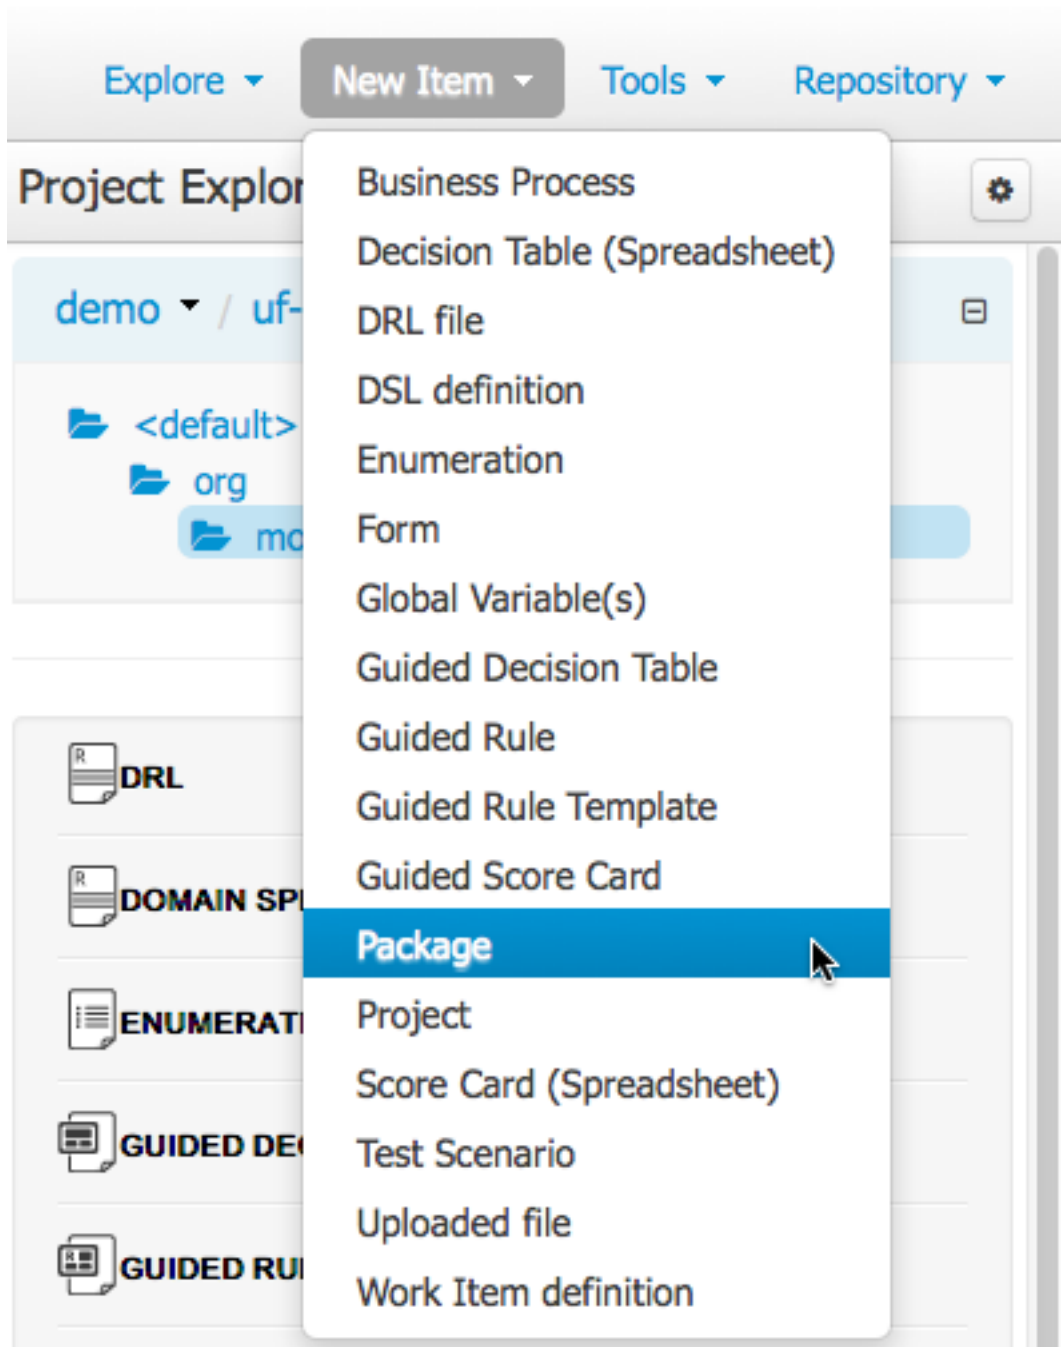 Explore New Item Tools Repository
Project Explor
Business Process
Decision Table (Spreadsheet)
demo / uf-
DRL file
DSL definition
<default>
Enumeration
org
Form
mo
Global Variable(s)
Guided Decision Table
Guided Rule
DRL
Guided Rule Template
Guided Score Card
DOMAIN SP
Package
Project
ENUMERATI
Score Card (Spreadsheet)
Test Scenario
GUIDED DE
Uploaded file
GUIDED RU
Work Item definition